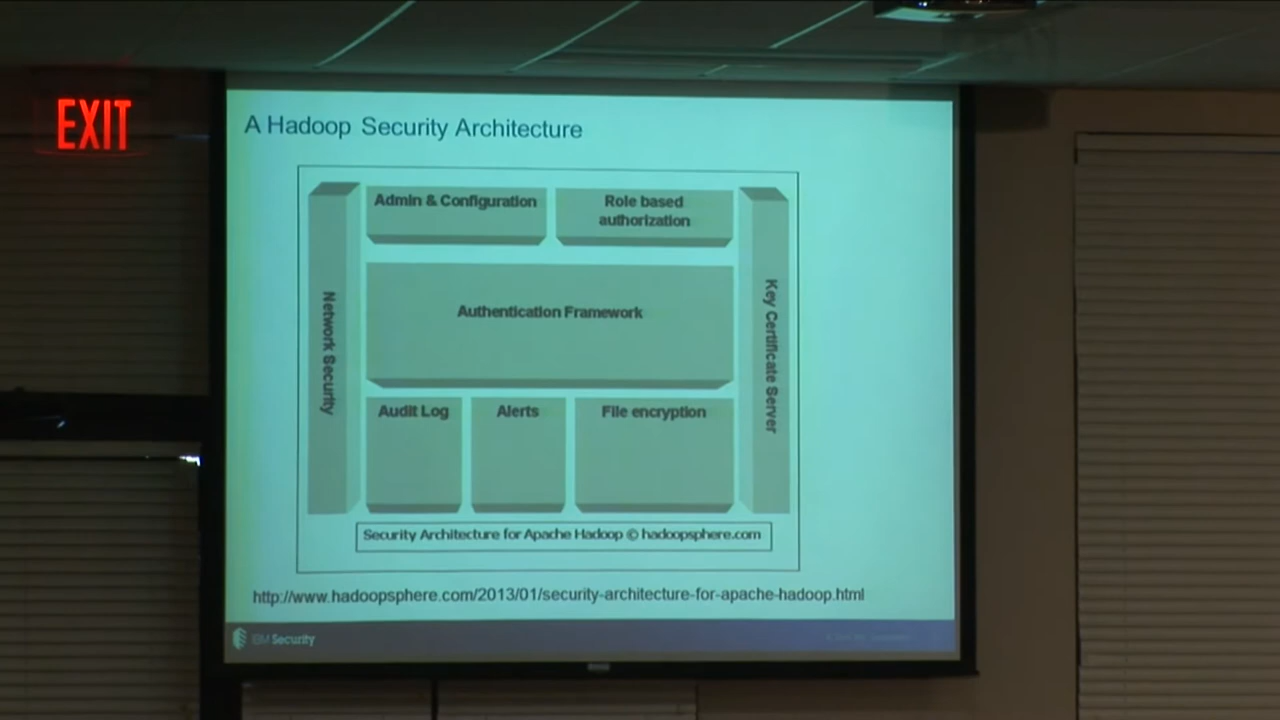 EXIT
A Hadoop Security Architecture
Admin & Configuration
Role based
authorization
Network Security
Authentication Framework
Key Certificate Server
Audit Log
Alerts
File encryption
Security Architecture for Apache Hadoop © hadoopsphere.com
http://www.hadoopsphere.com/2013/01/security-architecture-for-apache-hadoop.html
IBM Security